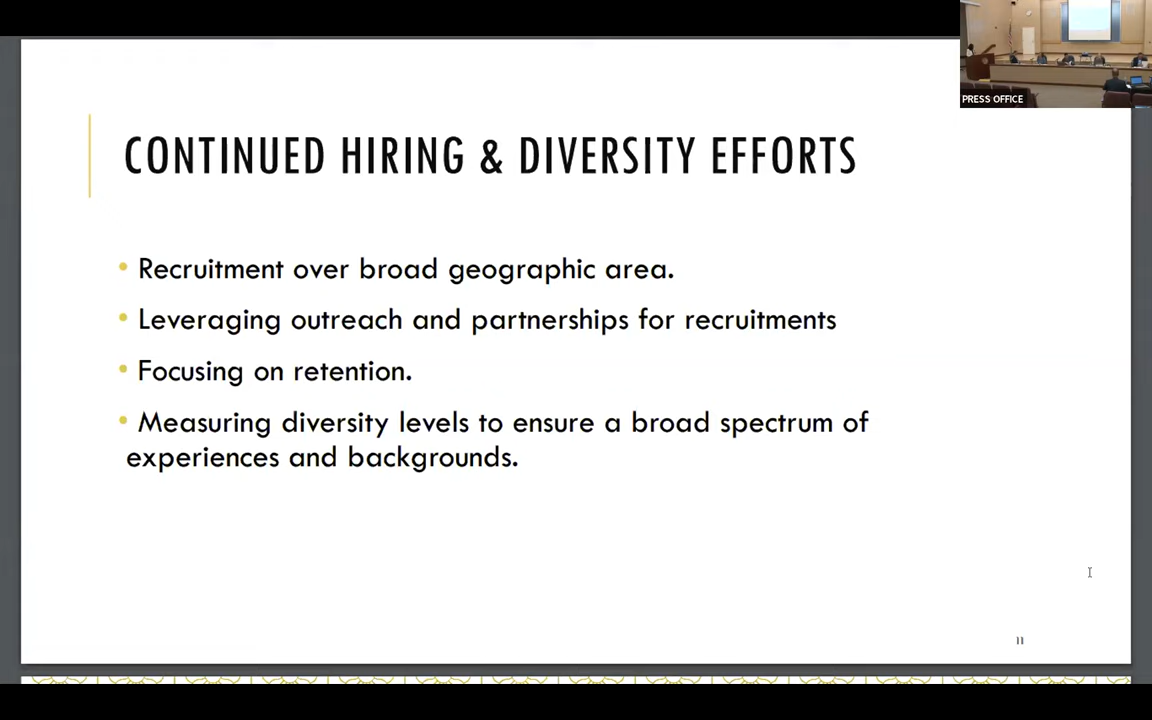 PRESS OFFICE
CONTINUED HIRING & DIVERSITY EFFORTS
• Recruitment over broad geographic area.
• Leveraging outreach and partnerships for recruitments
• Focusing on retention.
• Measuring diversity levels to ensure a broad spectrum of
experiences and backgrounds.
11